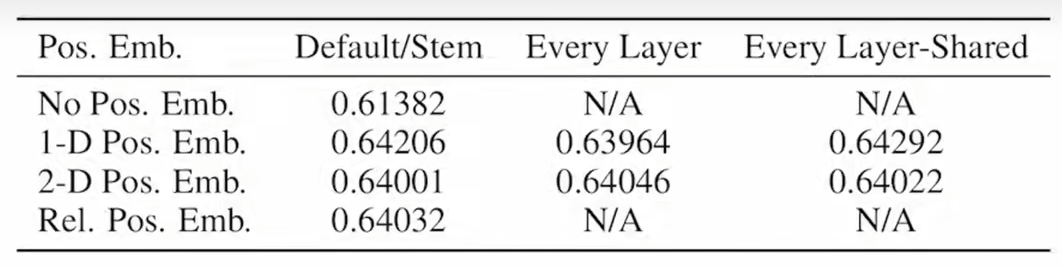 Pos. Emb. Default/Stem Every Layer Every Layer-Shared
No Pos. Emb. 0.61382 N/A N/A
1-D Pos. Emb. 0.64206 0.63964 0.64292
2-D Pos. Emb. 0.64001 0.64046 0.64022
Rel. Pos. Emb. 0.64032 N/A N/A